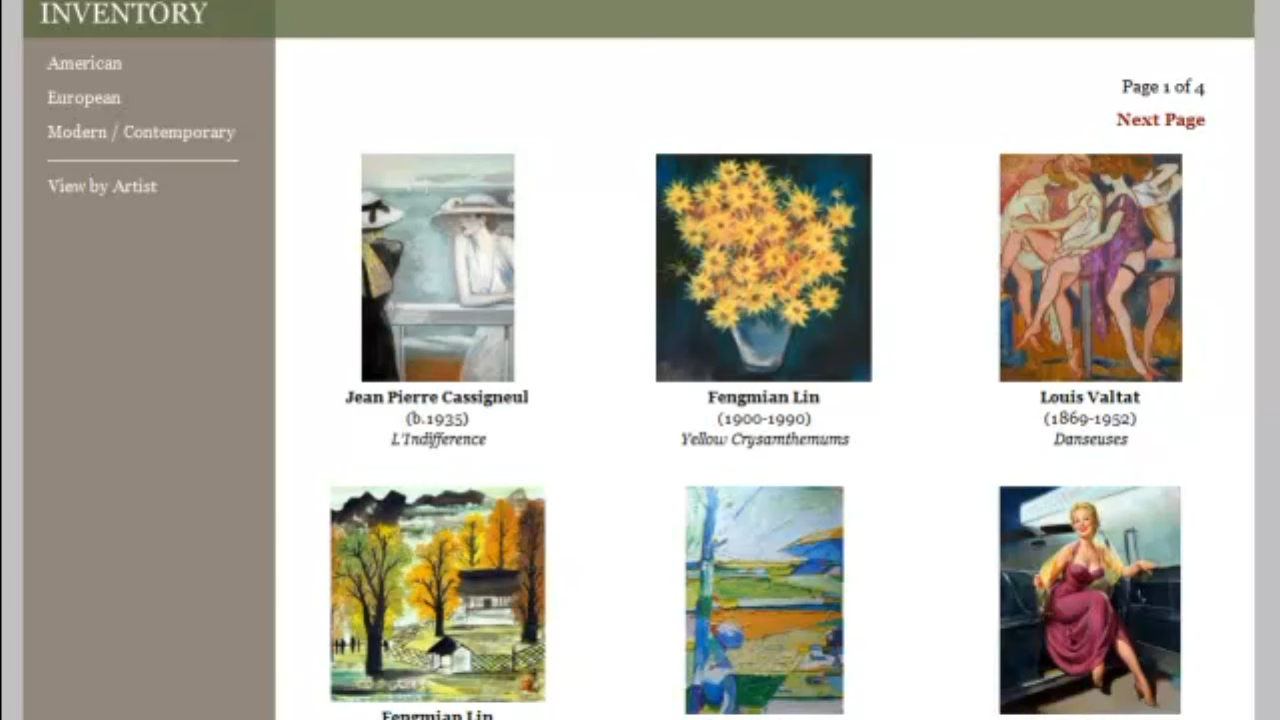 INVENTORY
American
European
Modern / Contemporary
View by Artist
Page 1 of 4
Next Page
Jean Pierre Cassigneul
(b.1935)
L'Indifference
Fengmian Lin
(1900-1990)
Yellow Crysamthemums
Louis Valtat
(1869-1952)
Danseuses
Fengmian Lin